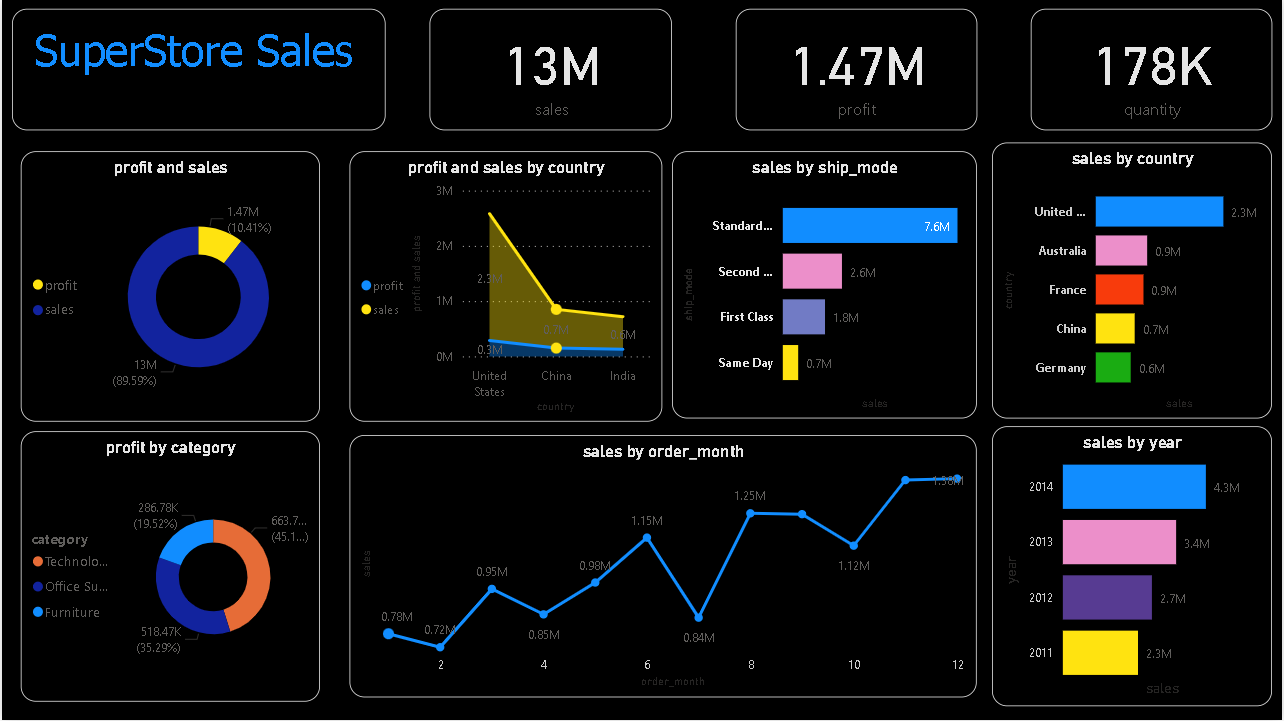 SuperStore Sales
13M
sales
1.47M
profit
178K
quantity
profit and sales
1.47M
(10.41%)
profit
sales
13M
(89.59%)
profit and sales by country
profit and sales
3M
2M
1M
0M
2.3M
0.3M
0.7M
0.6M
profit
sales
United
States
China
India
country
sales by ship_mode
ship_mode
Standard...
7.6M
Second ...
2.6M
First Class
1.8M
Same Day
0.7M
sales
sales by country
country
United ...
2.3M
Australia
0.9M
France
0.9M
China
0.7M
Germany
0.6M
sales
profit by category
286.78K
(19.52%)
663.7...
(45.1...)
category
Technolo...
Office Su...
Furniture
518.47K
(35.29%)
sales by order_month
sales
0.78M
0.72M
0.95M
0.85M
0.98M
1.15M
0.84M
1.25M
1.12M
2
4
6
8
10
12
order_month
sales by year
year
2014
4.3M
2013
3.4M
2012
2.7M
2011
2.3M
sales